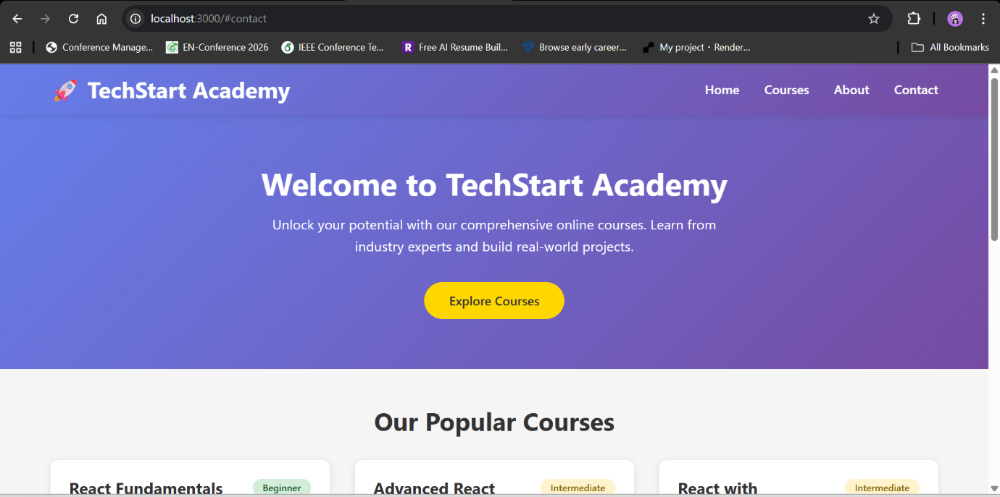 localhost:3000/#contact
Conference Manage... EN-Conference 2026 IEEE Conference Te... Free AI Resume Buil... Browse early career... My project · Render... All Bookmarks
TechStart Academy Home Courses About Contact
Welcome to TechStart Academy
Unlock your potential with our comprehensive online courses. Learn from
industry experts and build real-world projects.
Explore Courses
Our Popular Courses
React Fundamentals Beginner Advanced React Intermediate React with Intermediate